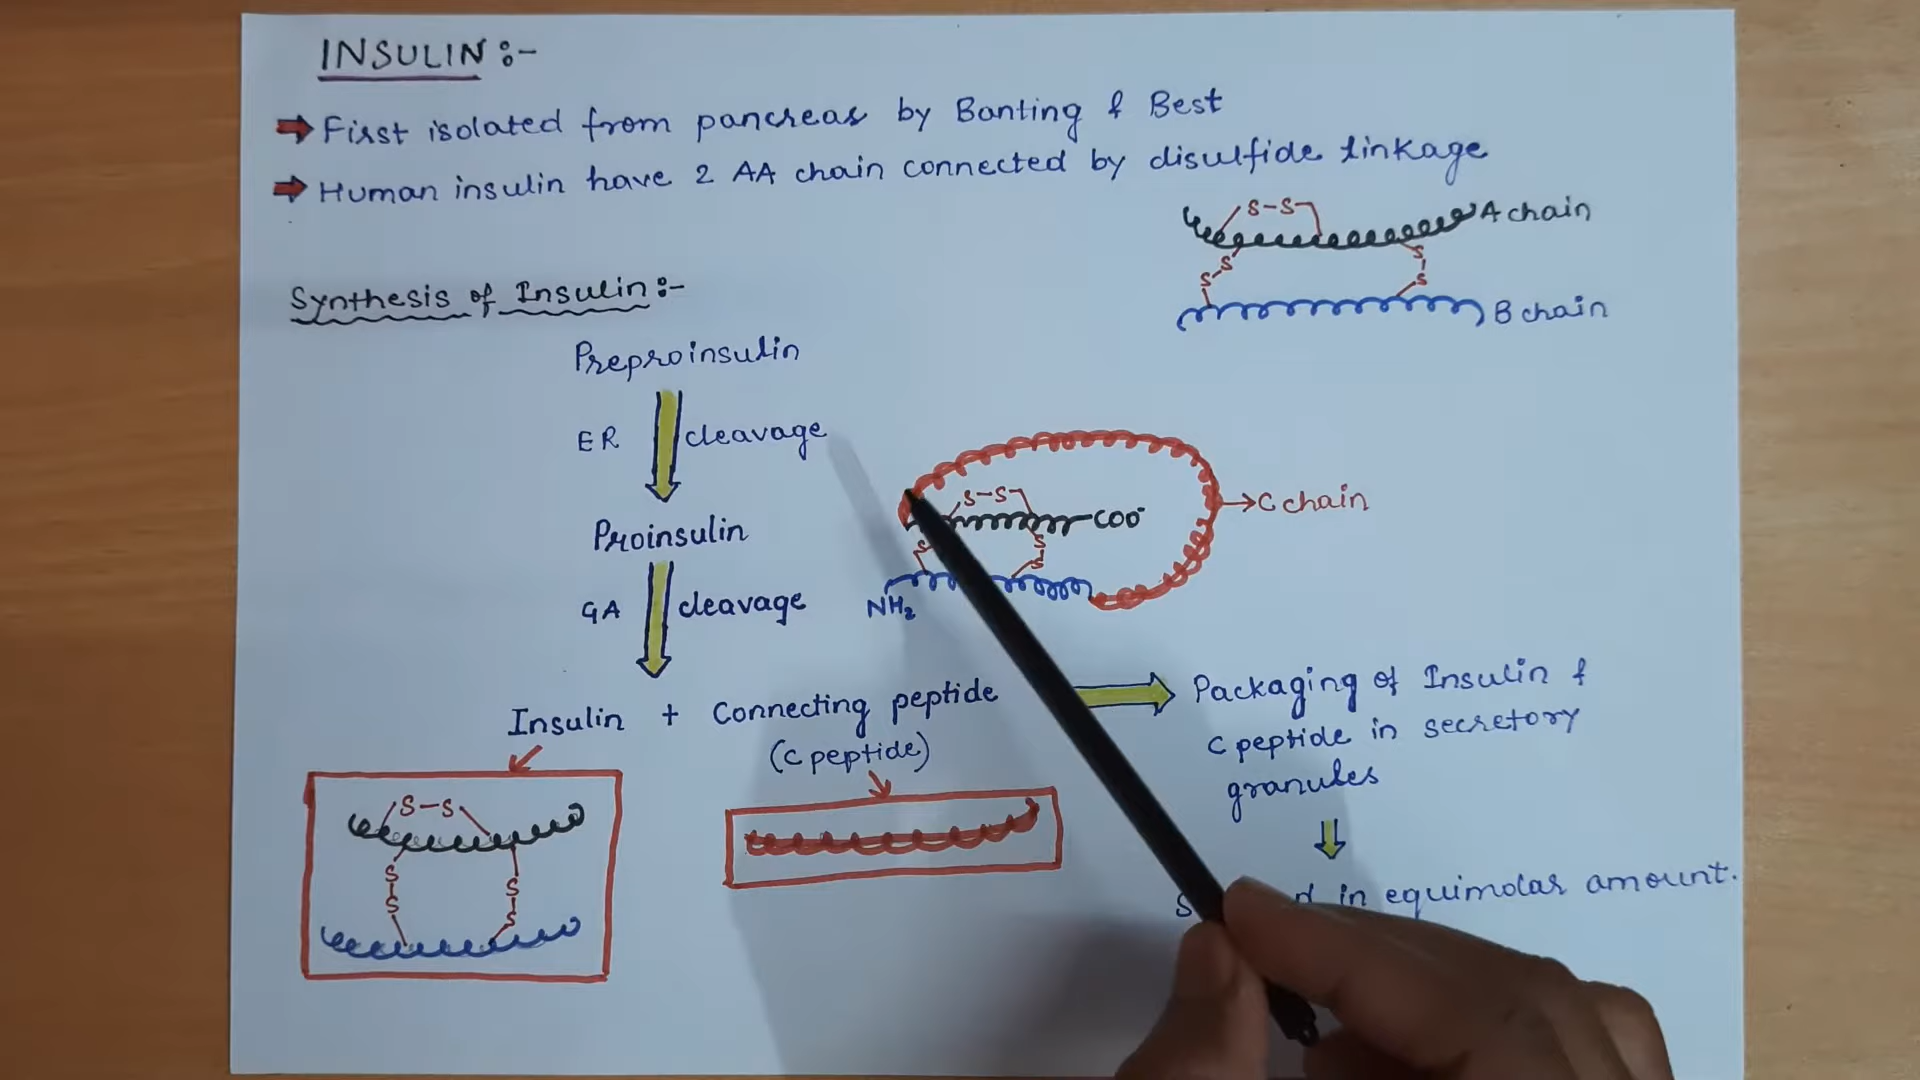 INSULIN :-
⇒ First isolated from pancreas by Banting & Best
⇒ Human insulin have 2 AA chain connected by disulfide linkage
S-S
A chain
S
S
S
S
B chain
Synthesis of Insulin :-
Preproinsulin
ER
cleavage
Proinsulin
S-S
COO-
S
S
S
NH2
C chain
GA
cleavage
Insulin + Connecting peptide
(C peptide)
Packaging of Insulin &
C peptide in secretory
granules
in equimolar amount.
S-S
S
S
S
S